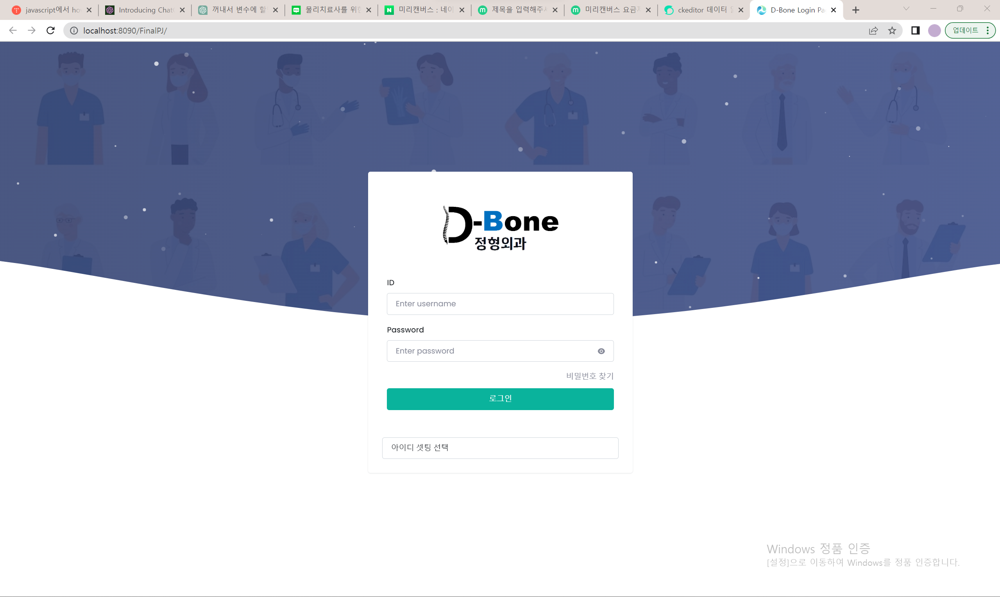 javascript에서 ho
Introducing Chat
꺼내서 변수에 할
물리치료사를 위한
미리캔버스 : 네이
제목을 입력해주세
미리캔버스 요금제
ckeditor 데이터
D-Bone Login Pa
localhost:8090/FinalPJ/
업데이트
D-Bone
정형외과
ID
Enter username
Password
Enter password
비밀번호 찾기
로그인
아이디 셋팅 선택
Windows 정품 인증
[설정]으로 이동하여 Windows를 정품 인증합니다.